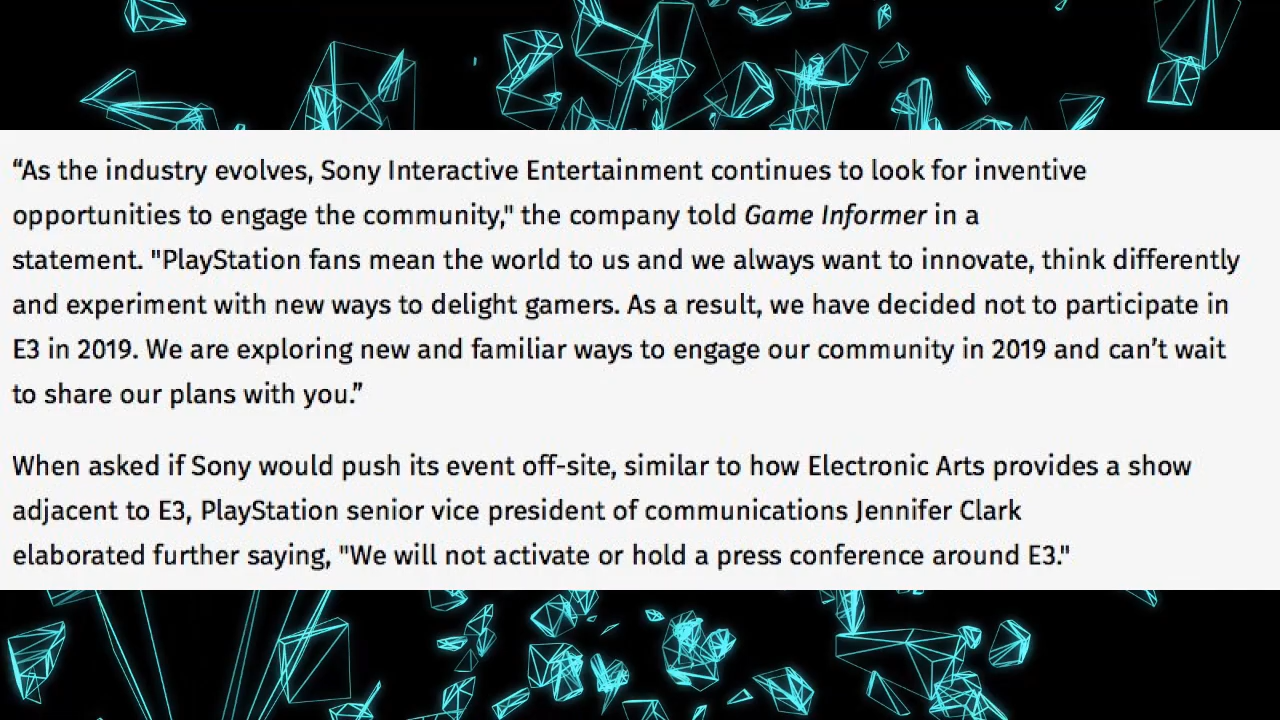 “As the industry evolves, Sony Interactive Entertainment continues to look for inventive
opportunities to engage the community," the company told Game Informer in a
statement. "PlayStation fans mean the world to us and we always want to innovate, think differently
and experiment with new ways to delight gamers. As a result, we have decided not to participate in
E3 in 2019. We are exploring new and familiar ways to engage our community in 2019 and can’t wait
to share our plans with you.”
When asked if Sony would push its event off-site, similar to how Electronic Arts provides a show
adjacent to E3, PlayStation senior vice president of communications Jennifer Clark
elaborated further saying, "We will not activate or hold a press conference around E3."